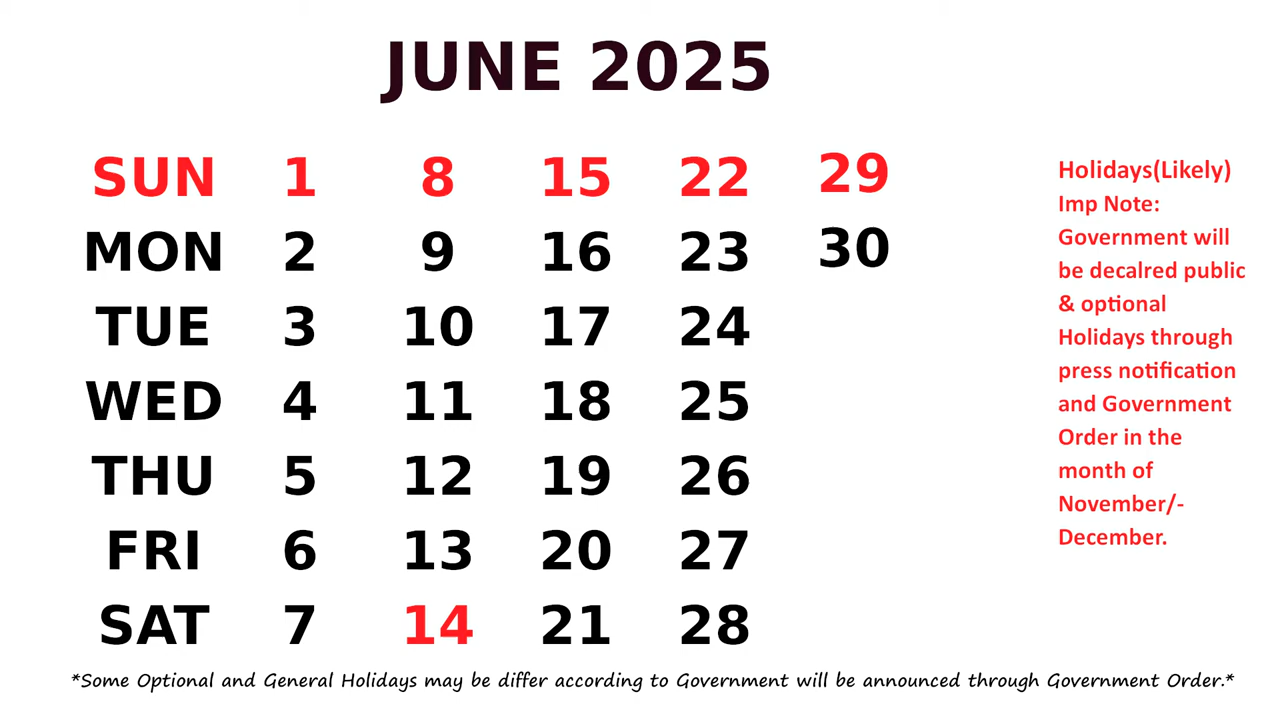 JUNE 2025
SUN 1 8 15 22 29
MON 2 9 16 23 30
TUE 3 10 17 24
WED 4 11 18 25
THU 5 12 19 26
FRI 6 13 20 27
SAT 7 14 21 28
Holidays(Likely)
Imp Note:
Government will
be decalred public
& optional
Holidays through
press notification
and Government
Order in the
month of
November/-
December.
*Some Optional and General Holidays may be differ according to Government will be announced through Government Order.*